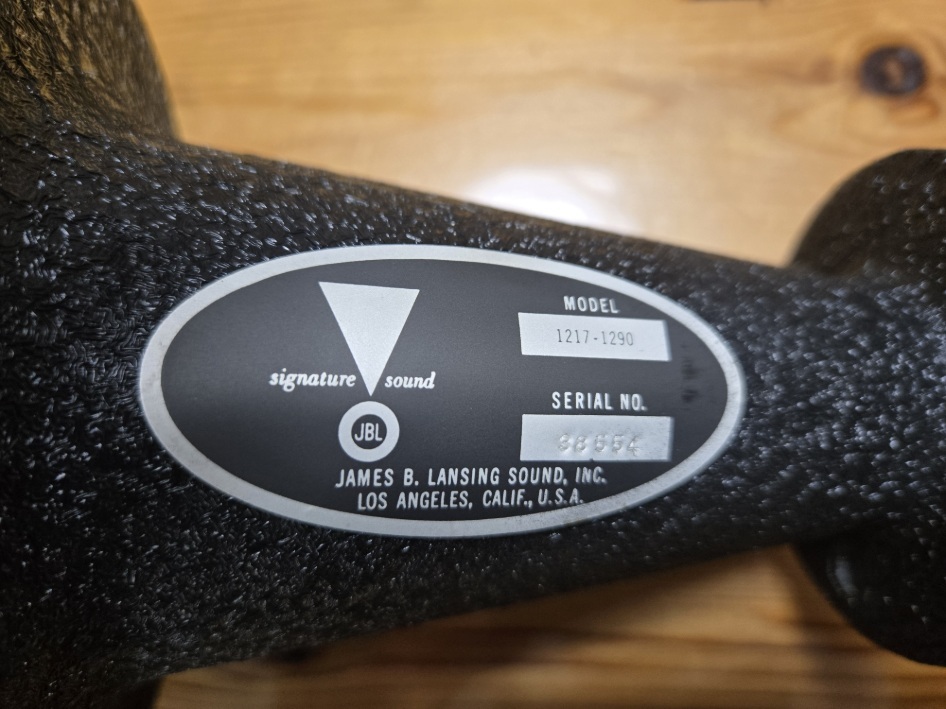 MODEL
1217-1290
signature sound
SERIAL NO.
JBL
JAMES B. LANSING SOUND, INC.
LOS ANGELES, CALIF., U.S.A.